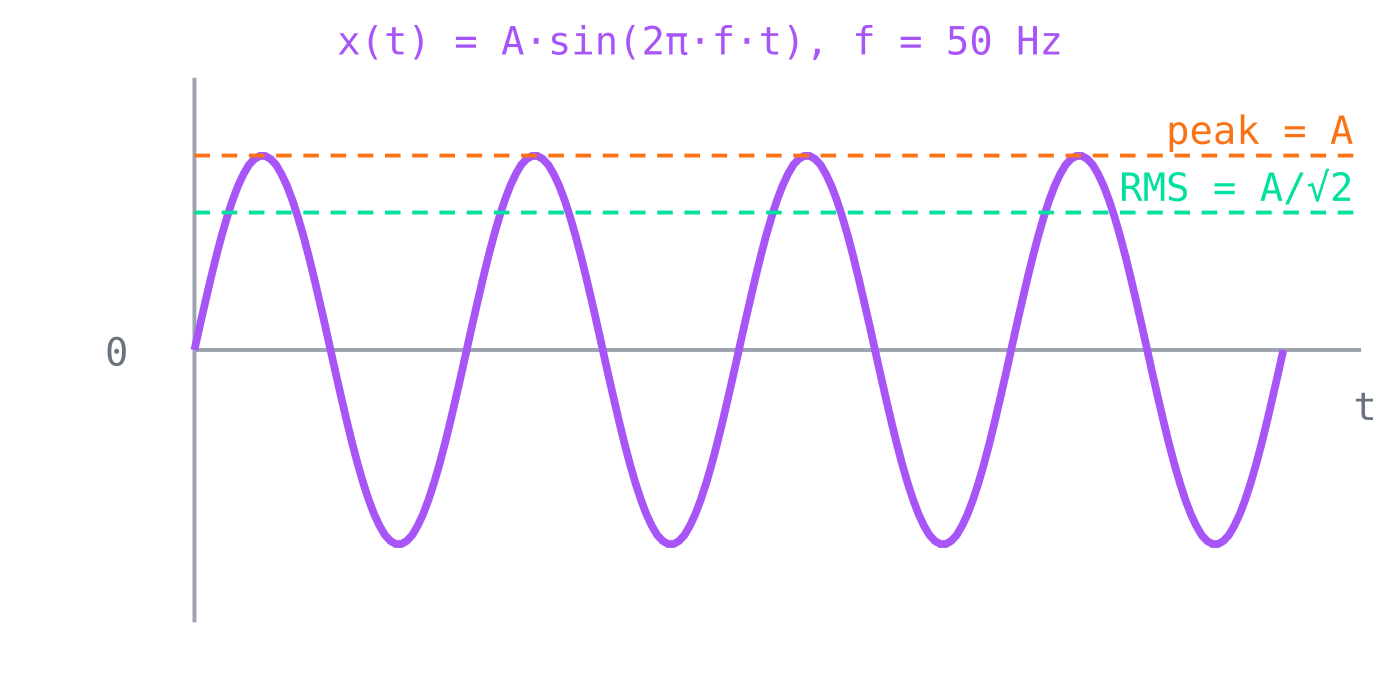 x(t) = A·sin(2π·f·t), f = 50 Hz
peak = A
RMS = A/√2
0
t